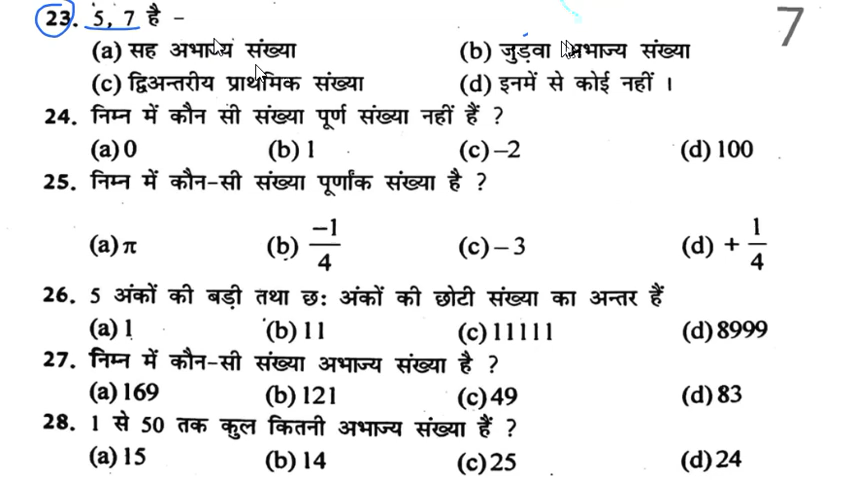 7
23. 5, 7 है –
(a) सह अभाज्य संख्या (b) जुड़वा अभाज्य संख्या
(c) द्विअन्तरीय प्राथमिक संख्या (d) इनमें से कोई नहीं ।
24. निम्न में कौन सी संख्या पूर्ण संख्या नहीं हैं ?
(a) 0 (b) 1 (c) –2 (d) 100
25. निम्न में कौन-सी संख्या पूर्णांक संख्या है ?
(a) π (b) -1/4 (c) – 3 (d) + 1/4
26. 5 अंकों की बड़ी तथा छः अंकों की छोटी संख्या का अन्तर हैं
(a) 1 (b) 11 (c) 11111 (d) 8999
27. निम्न में कौन-सी संख्या अभाज्य संख्या है ?
(a) 169 (b) 121 (c) 49 (d) 83
28. 1 से 50 तक कुल कितनी अभाज्य संख्या हैं ?
(a) 15 (b) 14 (c) 25 (d) 24